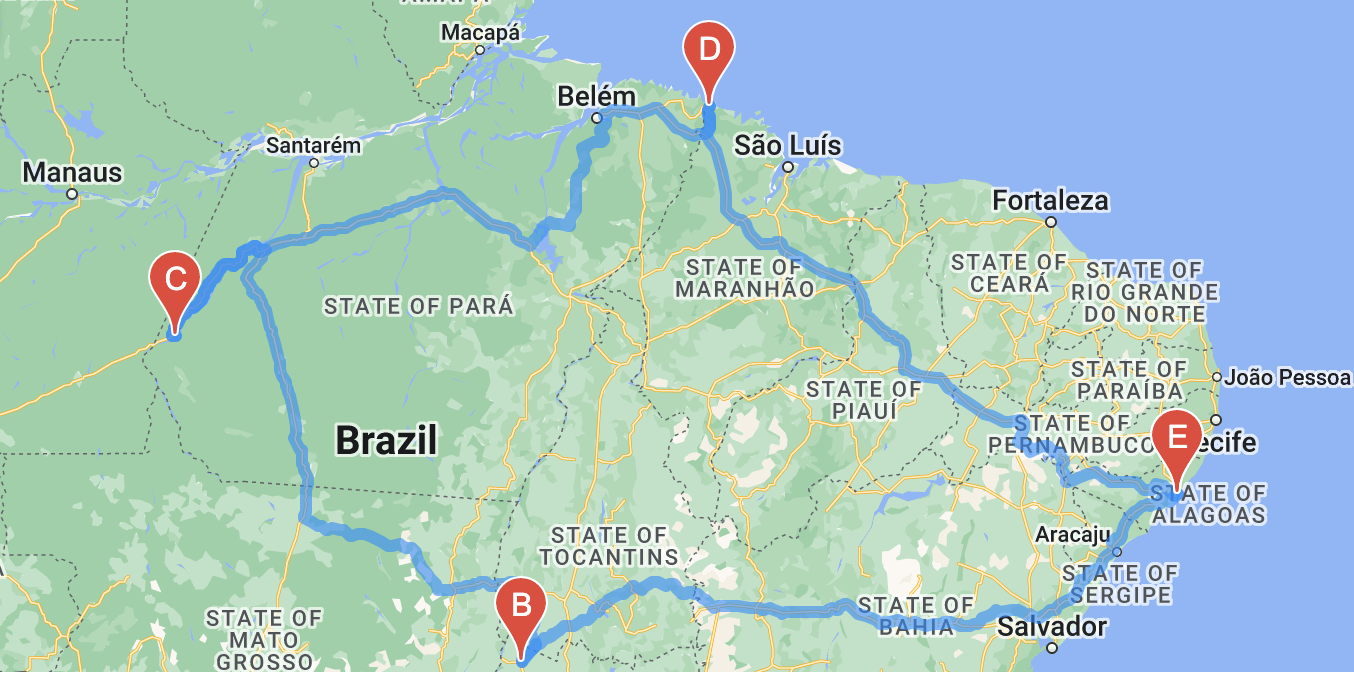 Macapá
D
Belém
Santarém
São Luís
Manaus
Fortaleza
C
STATE OF
MARANHÃO
STATE OF
CEARÁ
STATE OF
RIO GRANDE
DO NORTE
STATE OF PARÁ
STATE OF
PARAÍBA
João Pessoa
STATE OF
PIAUÍ
Brazil
STATE OF
PERNAMBUCO
E
ecife
STATE OF
ALAGOAS
STATE OF
TOCANTINS
Aracaju
STATE OF
SERGIPE
B
STATE OF
BAHIA
STATE OF
MATO
GROSSO
Salvador